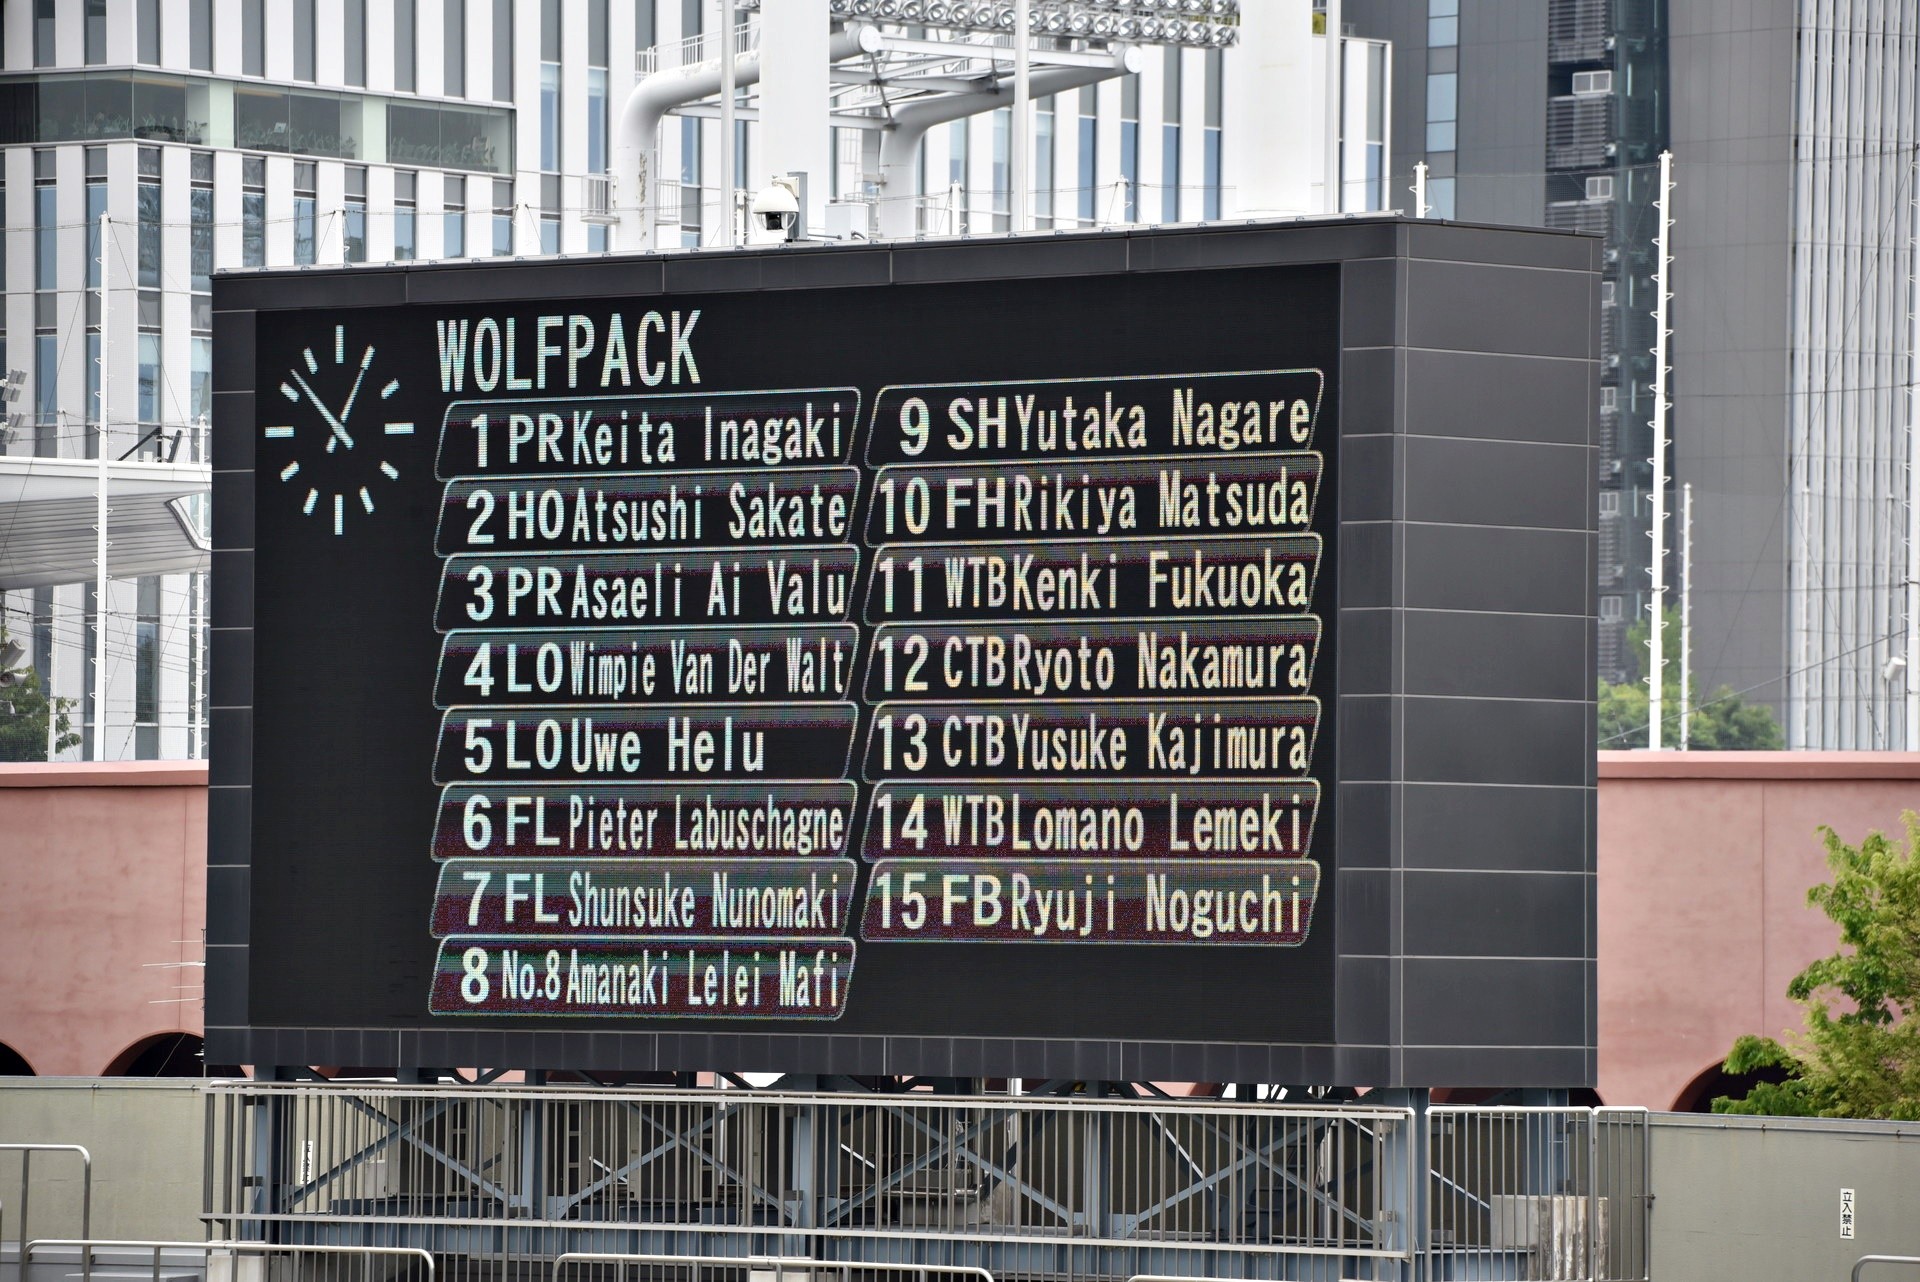 WOLFPACK
1 PR Keita Inagaki
2 HO Atsushi Sakate
3 PR Asaeli Ai Valu
4 LO Wimpie Van Der Walt
5 LO Uwe Helu
6 FL Pieter Labuschagne
7 FL Shunsuke Nunomaki
8 No.8 Amanaki Lelei Mafi
9 SH Yutaka Nagare
10 FH Rikiya Matsuda
11 WTB Kenki Fukuoka
12 CTB Ryoto Nakamura
13 CTB Yusuke Kajimura
14 WTB Lomano Lemeki
15 FB Ryuji Noguchi
立入禁止